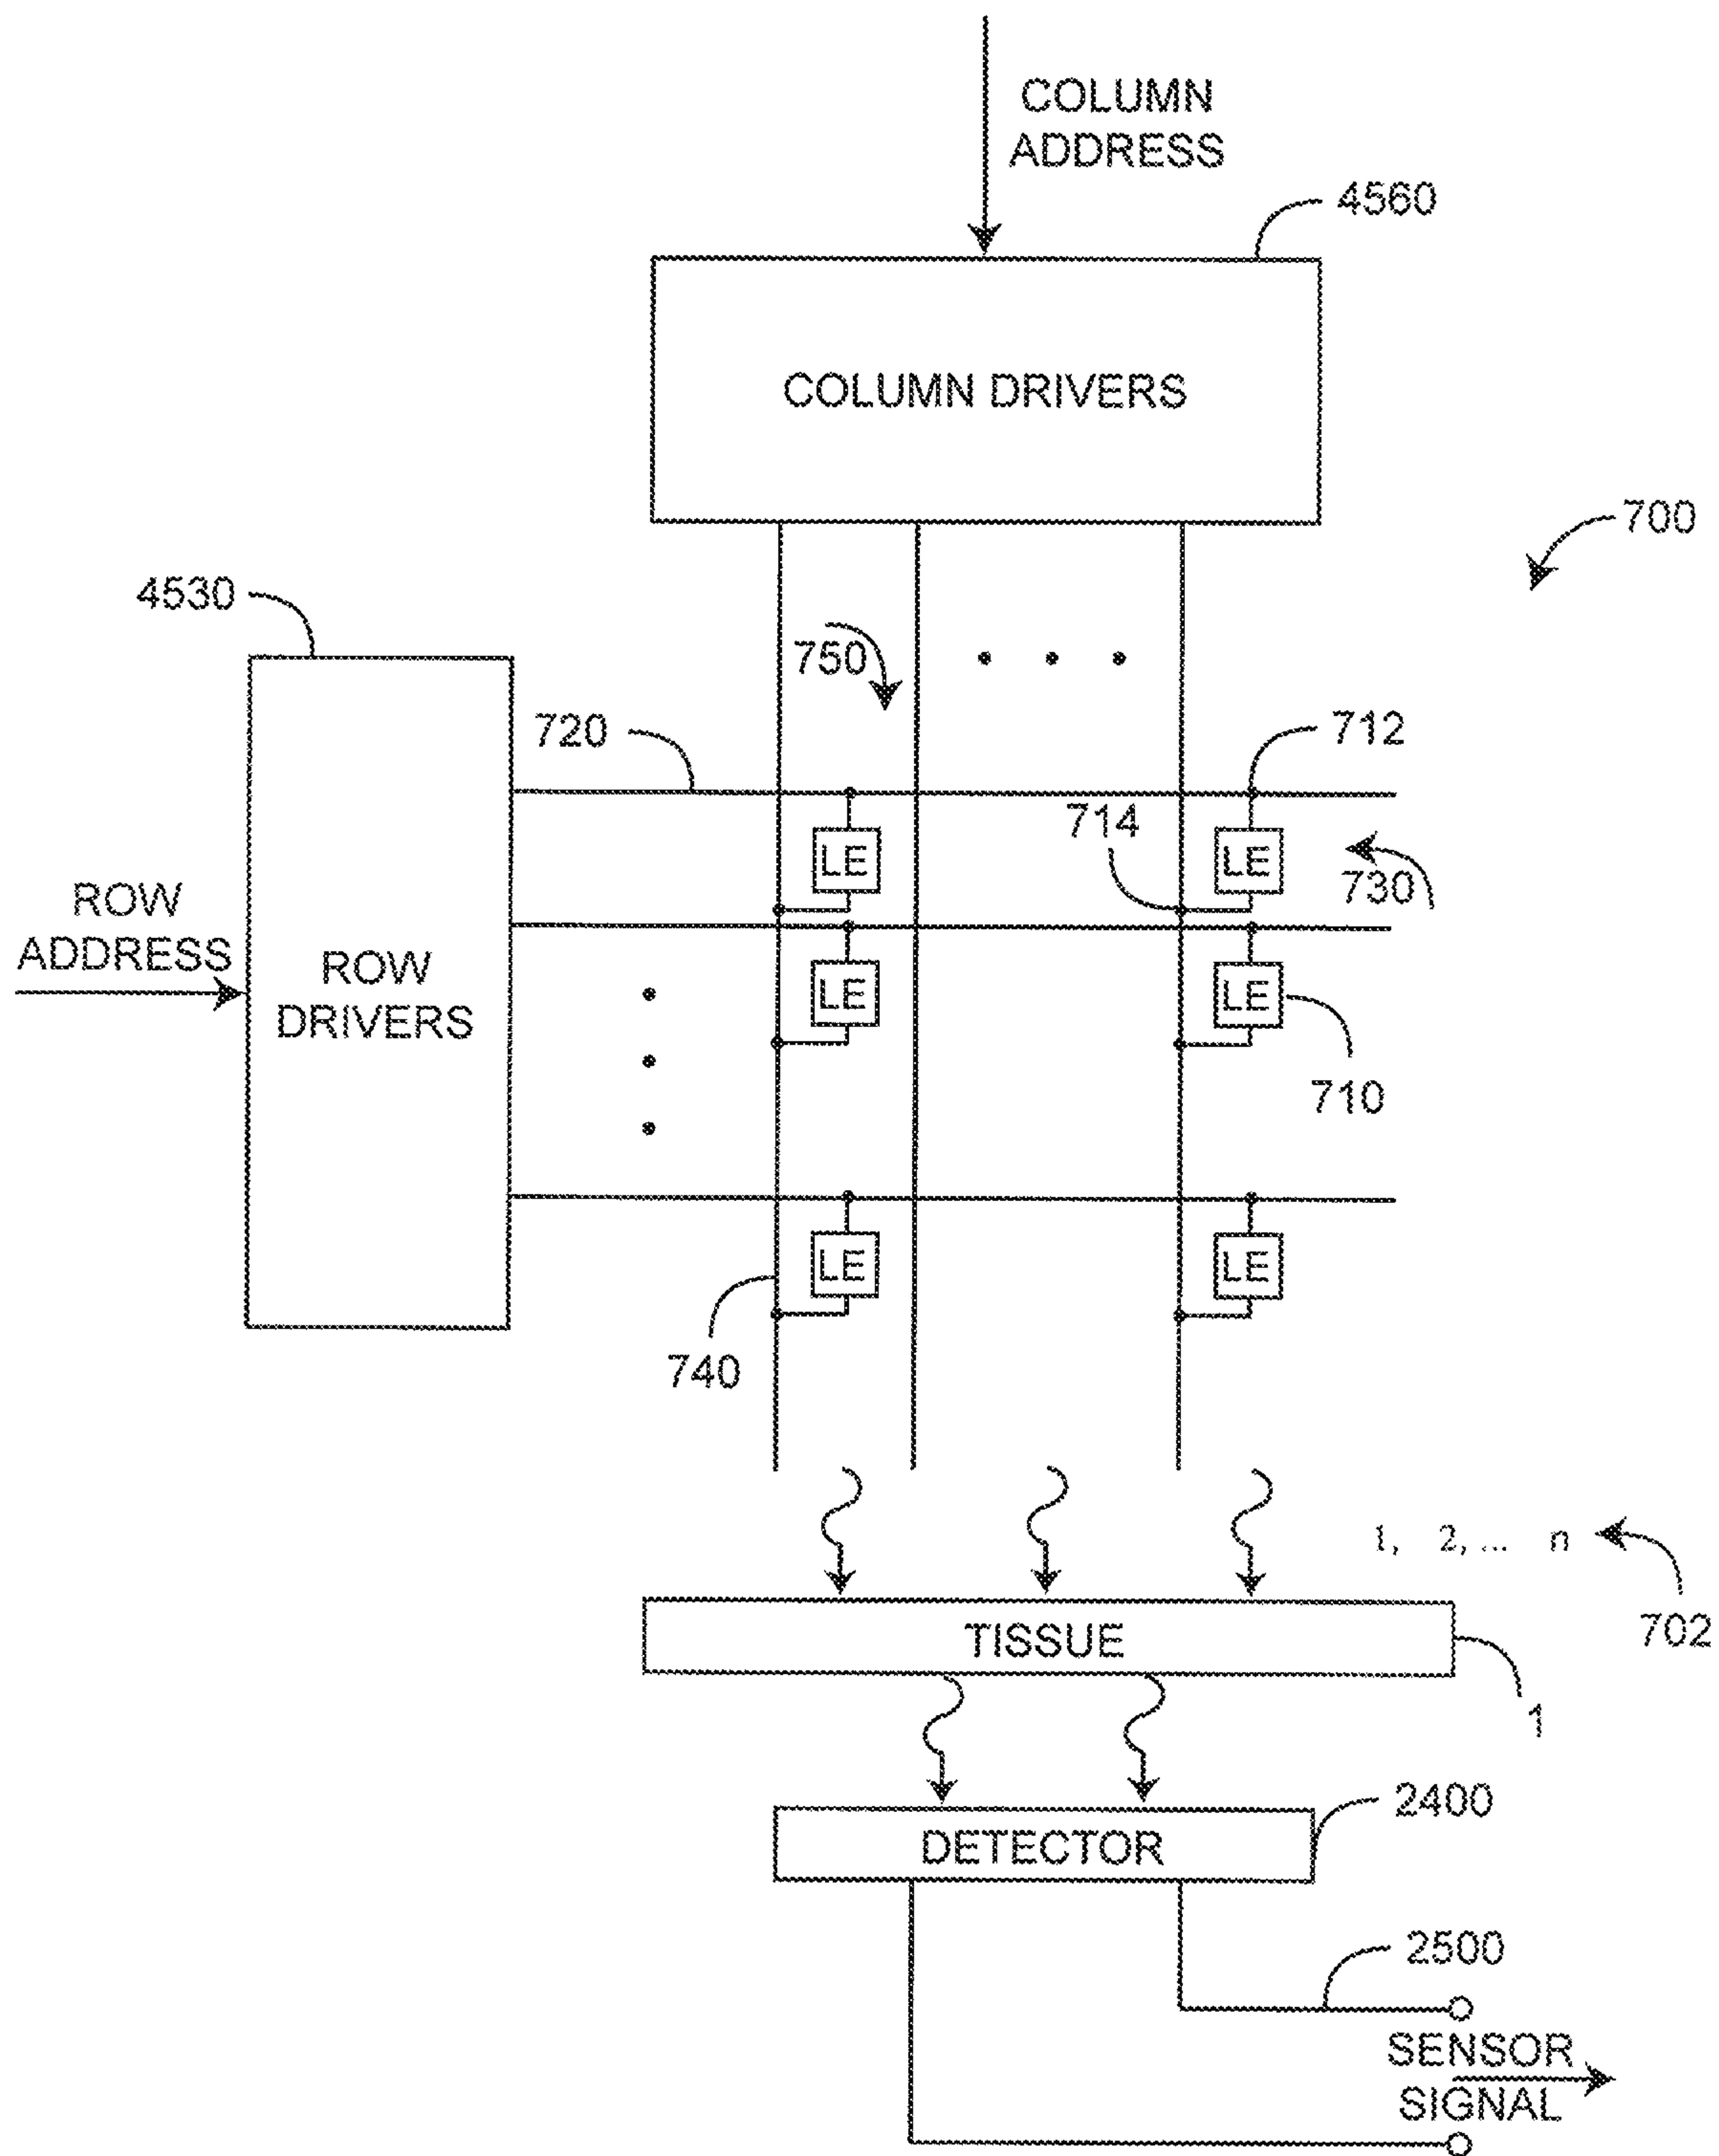 COLUMN
ADDRESS
4560
COLUMN DRIVERS
700
4530
750
720
712
714
LE
LE
730
ROW
ADDRESS
ROW
DRIVERS
LE
LE
710
LE
LE
740
1, 2, ... n
702
TISSUE
1
2400
DETECTOR
2500
SENSOR
SIGNAL